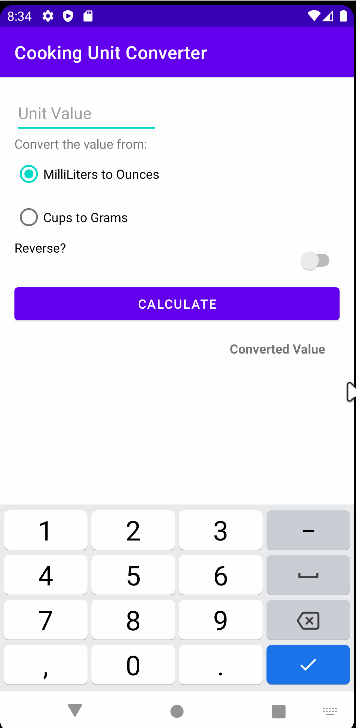 8:34
Cooking Unit Converter
Unit Value
Convert the value from:
MilliLiters to Ounces
Cups to Grams
Reverse?
CALCULATE
Converted Value
1 2 3 -
4 5 6
7 8 9
, 0 .